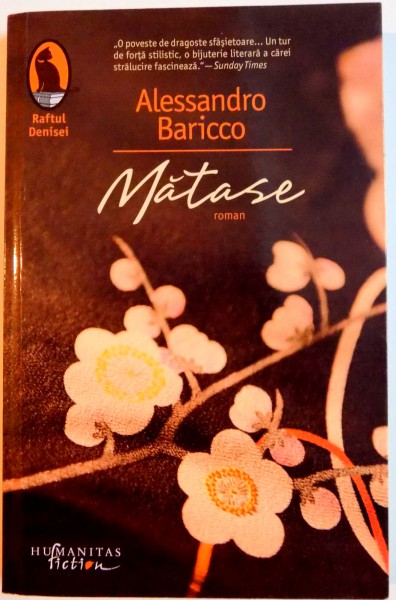 „O poveste de dragoste sfâșietoare... Un tur
de forță stilistic, o bijuterie literară a cărei
strălucire fascinează.“ — Sunday Times
Raftul
Denisei
Alessandro
Baricco
Mătase
roman
HUMANITAS
fiction